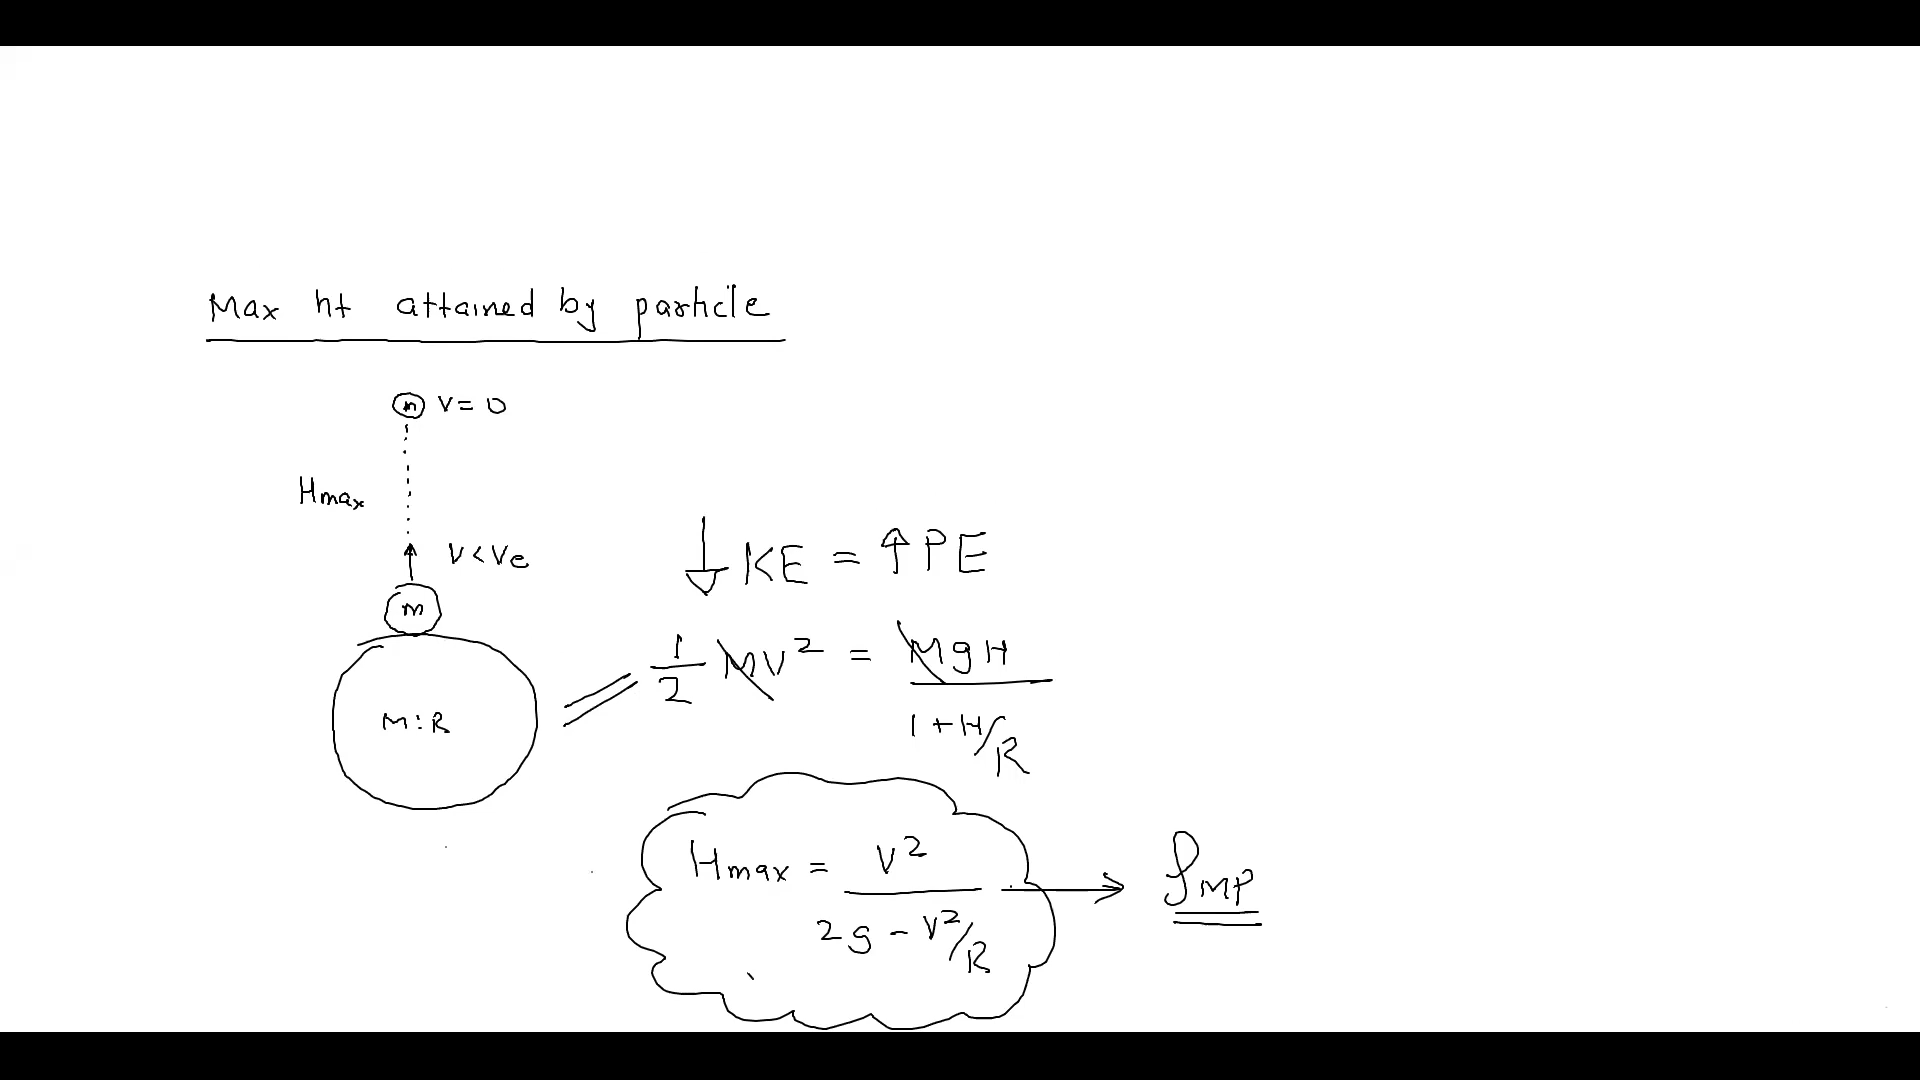 Max ht attained by particle
m V = 0
Hmax
V < Ve
↓ KE = ↑ PE
m
1/2 MV² = MgH / 1 + H/R
M : R
Hmax = V² / 2g - V²/R → IMP